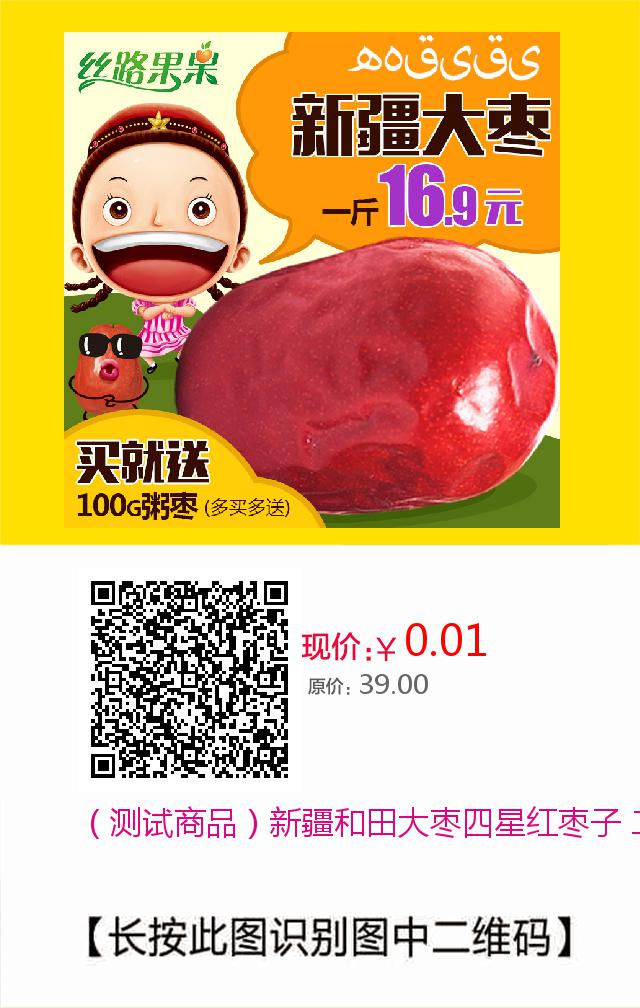 丝路果果
ﻩﻩﻕﻯﻕﻯ
新疆大枣
一斤16.9元
买就送
100G粥枣(多买多送)
现价:￥0.01
原价:39.00
（测试商品）新疆和田大枣四星红枣子
【长按此图识别图中二维码】